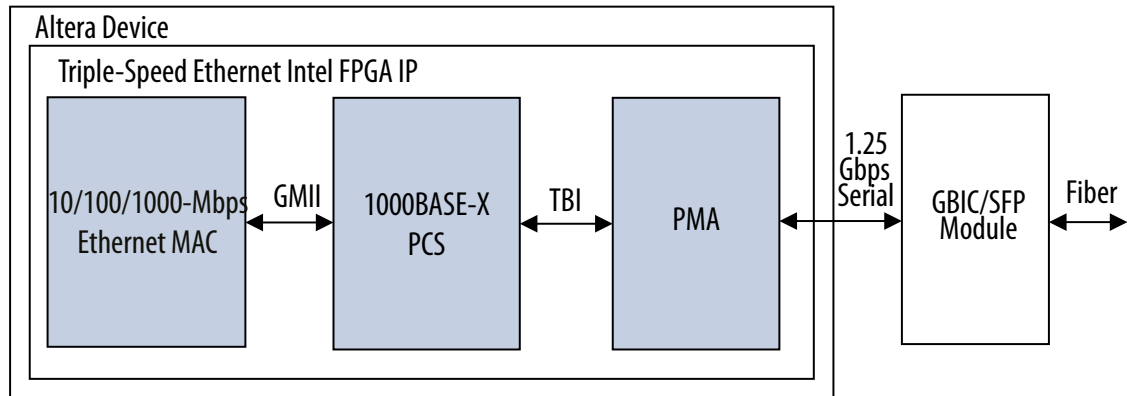 Altera Device
Triple-Speed Ethernet Intel FPGA IP
10/100/1000-Mbps
Ethernet MAC
GMII
1000BASE-X
PCS
TBI
PMA
1.25
Gbps
Serial
GBIC/SFP
Module
Fiber